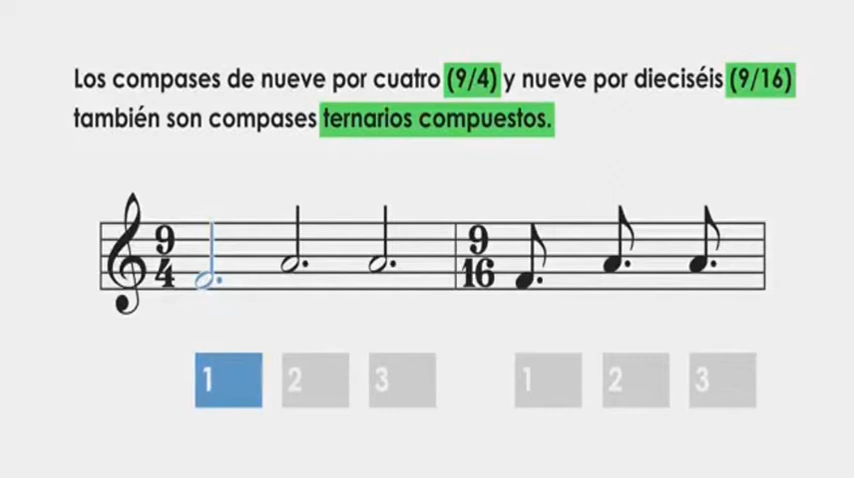 Los compases de nueve por cuatro (9/4) y nueve por dieciséis (9/16)
también son compases ternarios compuestos.
9 9
4 16
1 2 3 1 2 3